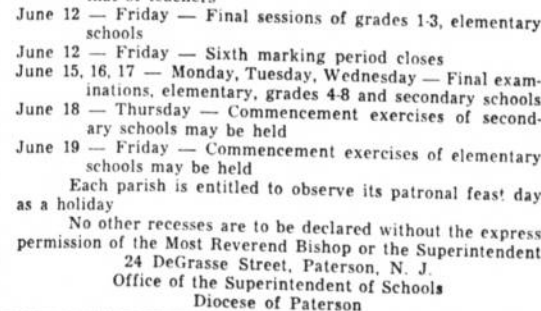 June 12 — Friday — Final sessions of grades 1-3, elementary
schools
June 12 — Friday — Sixth marking period closes
June 15, 16, 17 — Monday, Tuesday, Wednesday — Final exam-
inations, elementary, grades 4-8 and secondary schools
June 18 — Thursday — Commencement exercises of second-
ary schools may be held
June 19 — Friday — Commencement exercises of elementary
schools may be held
Each parish is entitled to observe its patronal feast day
as a holiday
No other recesses are to be declared without the express
permission of the Most Reverend Bishop or the Superintendent
24 DeGrasse Street, Paterson, N. J.
Office of the Superintendent of Schools
Diocese of Paterson